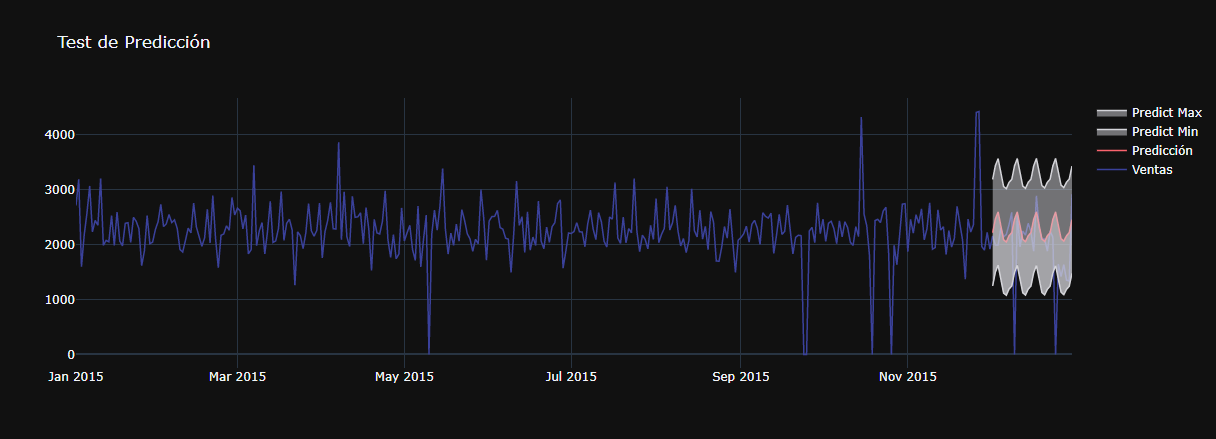 Test de Predicción
Predict Max
Predict Min
Predicción
Ventas
4000
3000
2000
1000
0
Jan 2015
Mar 2015
May 2015
Jul 2015
Sep 2015
Nov 2015